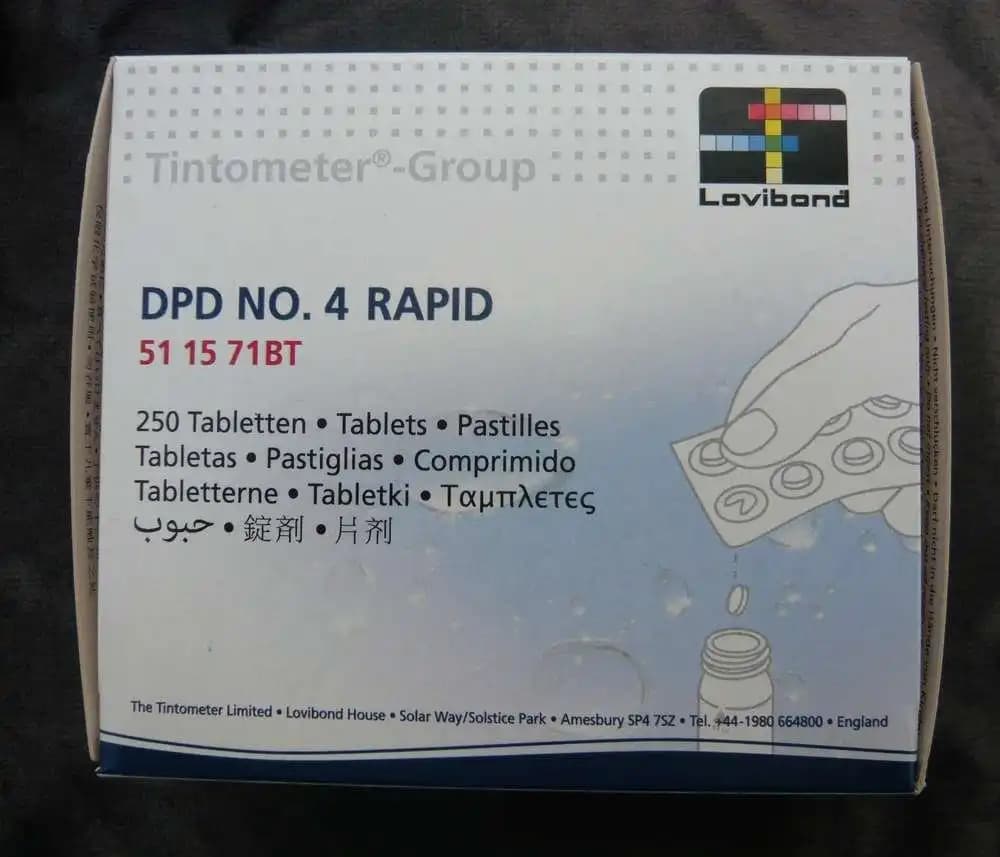 Tintometer®-Group
Lovibond
DPD NO. 4 RAPID
51 15 71BT
250 Tabletten • Tablets • Pastilles
Tabletas • Pastiglias • Comprimido
Tabletterne • Tabletki • Ταμπλετες
حبوب • 錠剤 • 片剂
The Tintometer Limited • Lovibond House • Solar Way/Solstice Park • Amesbury SP4 7SZ • Tel. +44-1980 664800 • England